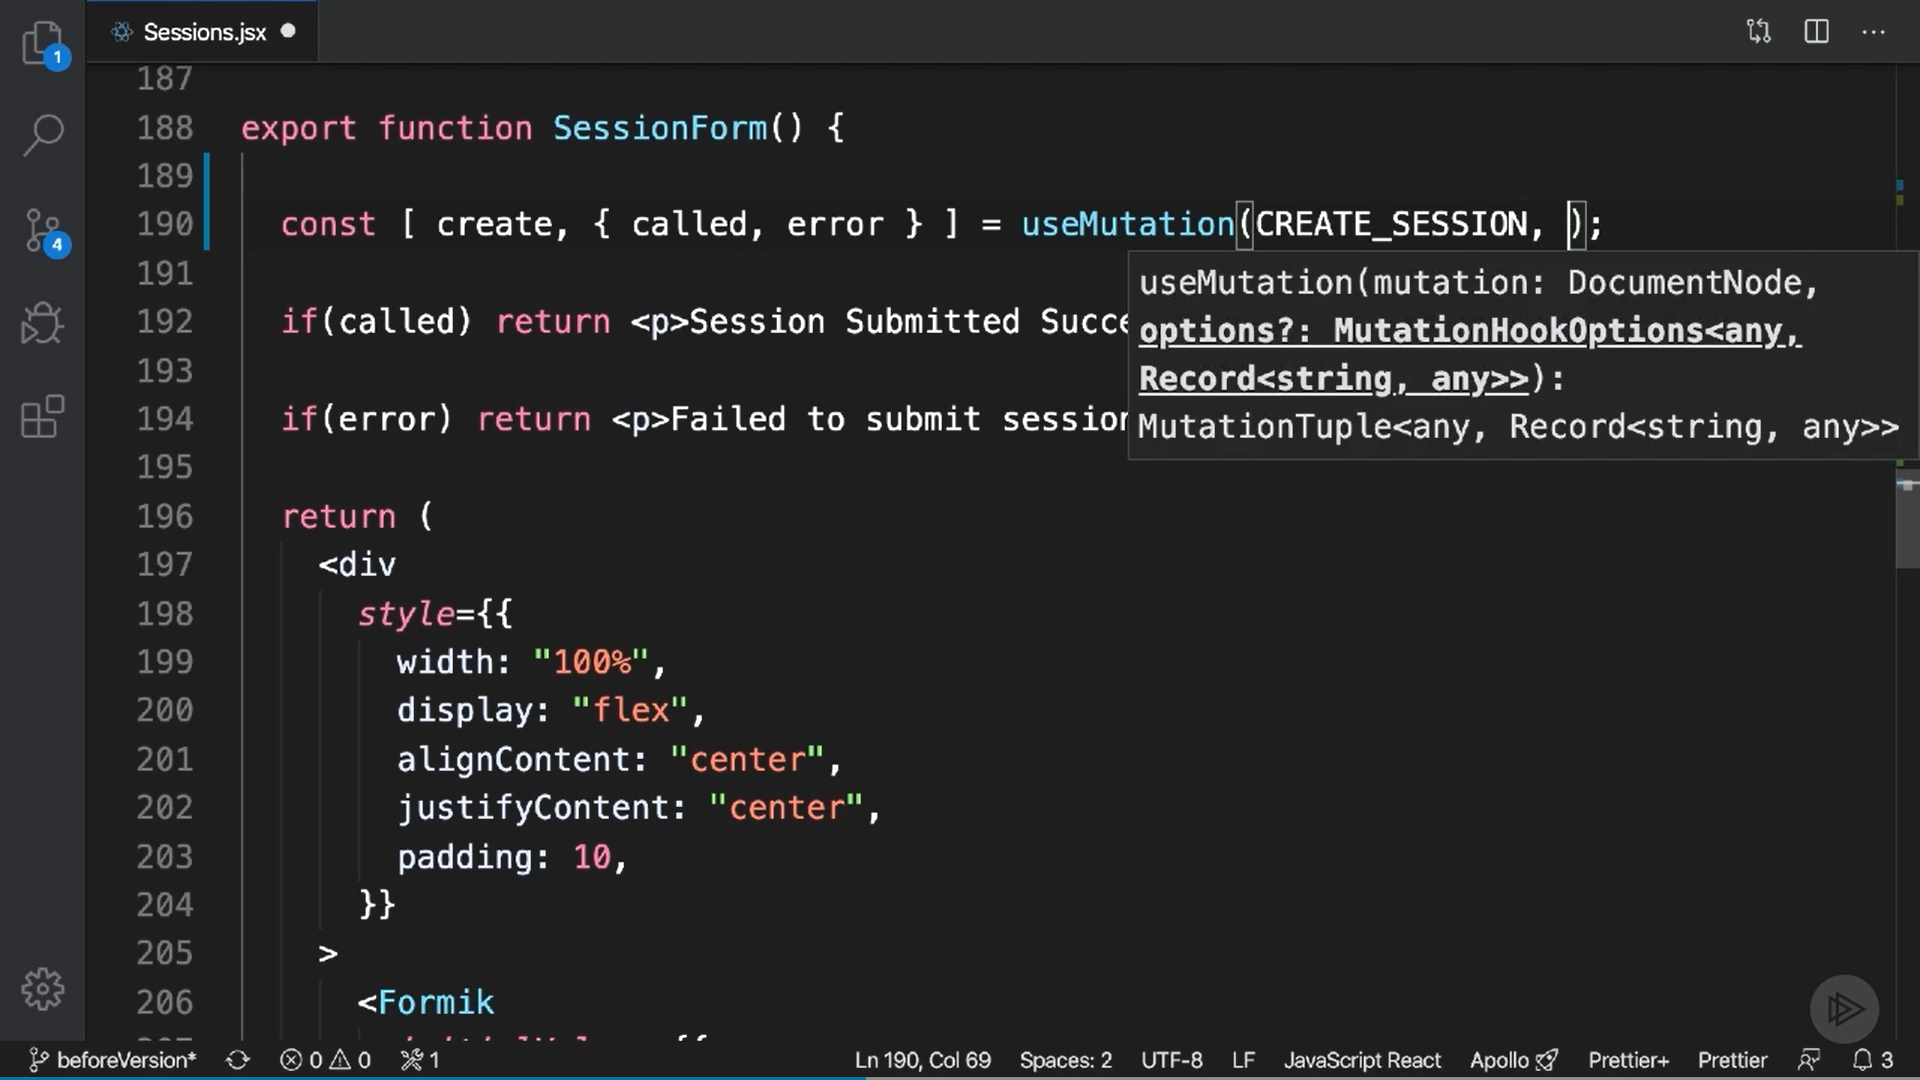 Sessions.jsx
1
187
188 export function SessionForm() {
189
190 const [ create, { called, error } ] = useMutation(CREATE_SESSION, );
191
useMutation(mutation: DocumentNode,
192 if(called) return <p>Session Submitted Succe
options?: MutationHookOptions<any,
193
Record<string, any>>):
194 if(error) return <p>Failed to submit session
MutationTuple<any, Record<string, any>>
195
196 return (
197 <div
198 style={{
199 width: "100%",
200 display: "flex",
201 alignContent: "center",
202 justifyContent: "center",
203 padding: 10,
204 }}
205 >
206 <Formik
4
beforeVersion* 0 0 1 Ln 190, Col 69 Spaces: 2 UTF-8 LF JavaScript React Apollo Prettier+ Prettier 3